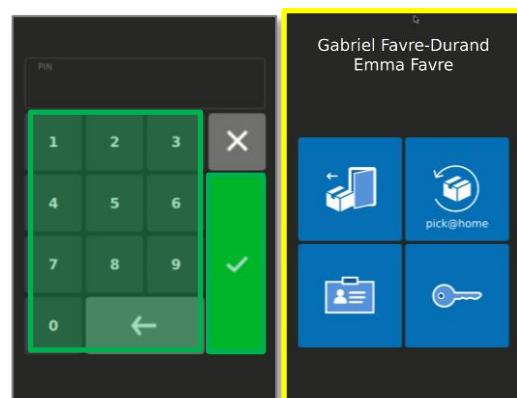 PIN
1 2 3
4 5 6
7 8 9
0
Gabriel Favre-Durand
Emma Favre
pick@home